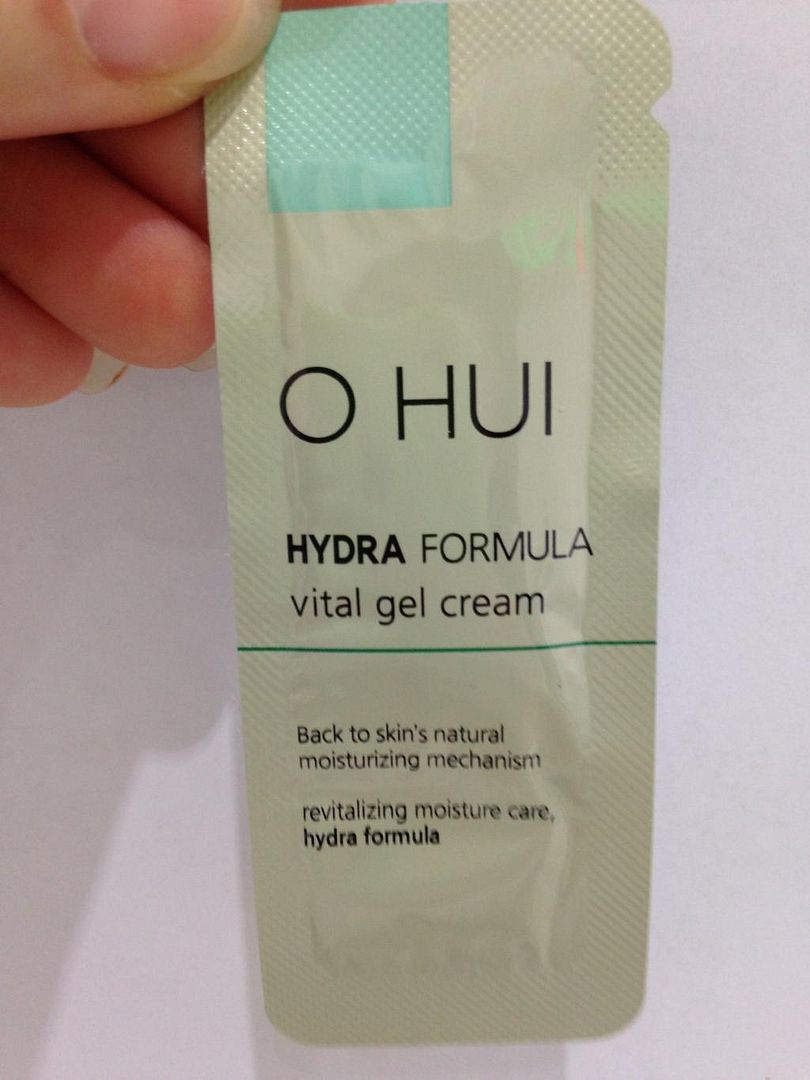 O HUI
HYDRA FORMULA
vital gel cream
Back to skin's natural
moisturizing mechanism
revitalizing moisture care,
hydra formula